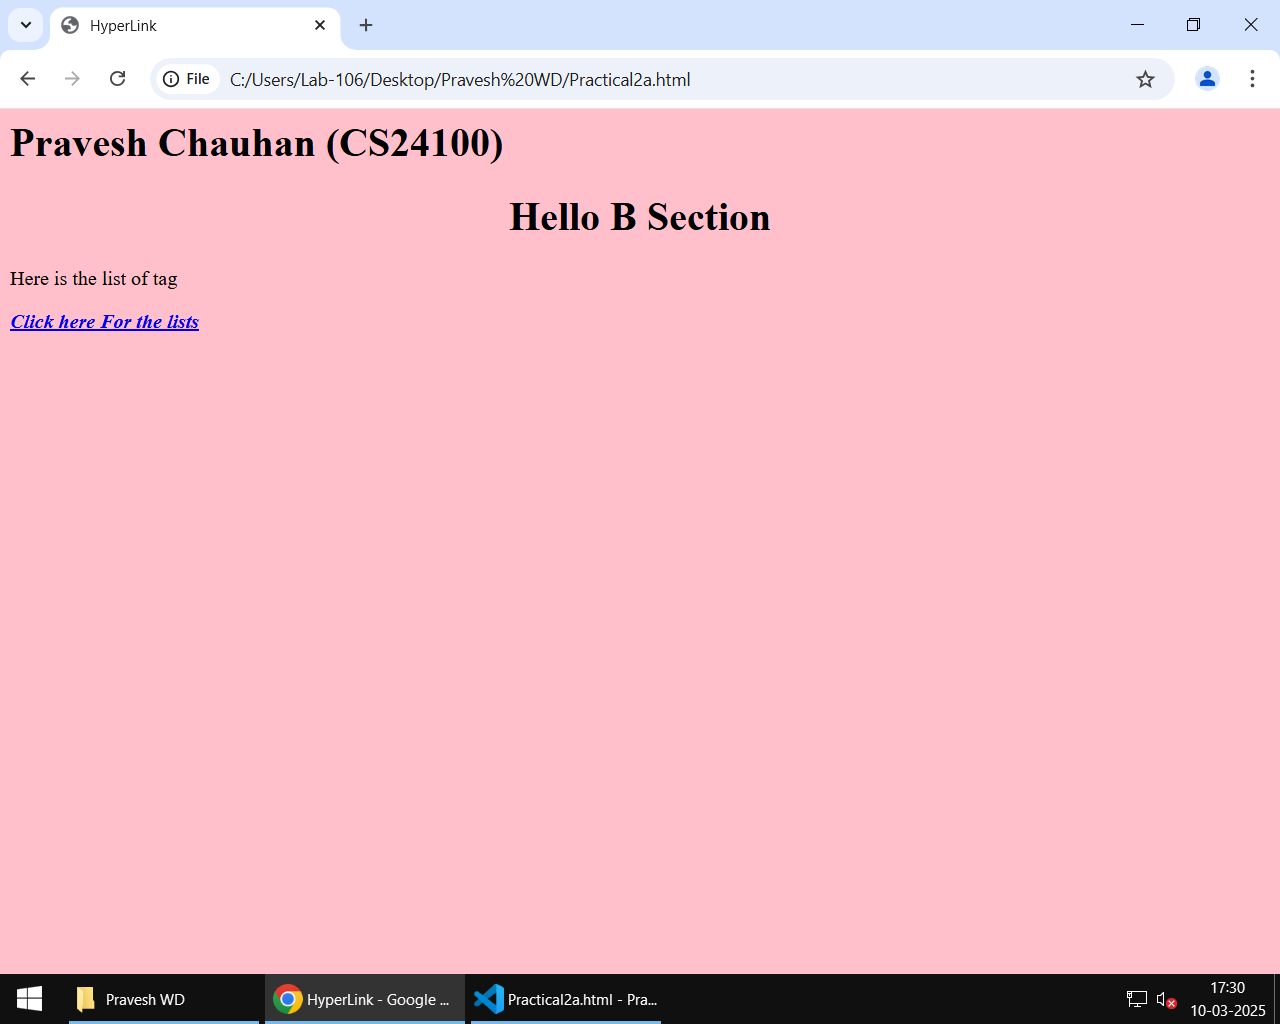 HyperLink
File C:/Users/Lab-106/Desktop/Pravesh%20WD/Practical2a.html
Pravesh Chauhan (CS24100)
Hello B Section
Here is the list of tag
Click here For the lists
Pravesh WD
HyperLink - Google ...
Practical2a.html - Pra...
17:30
10-03-2025